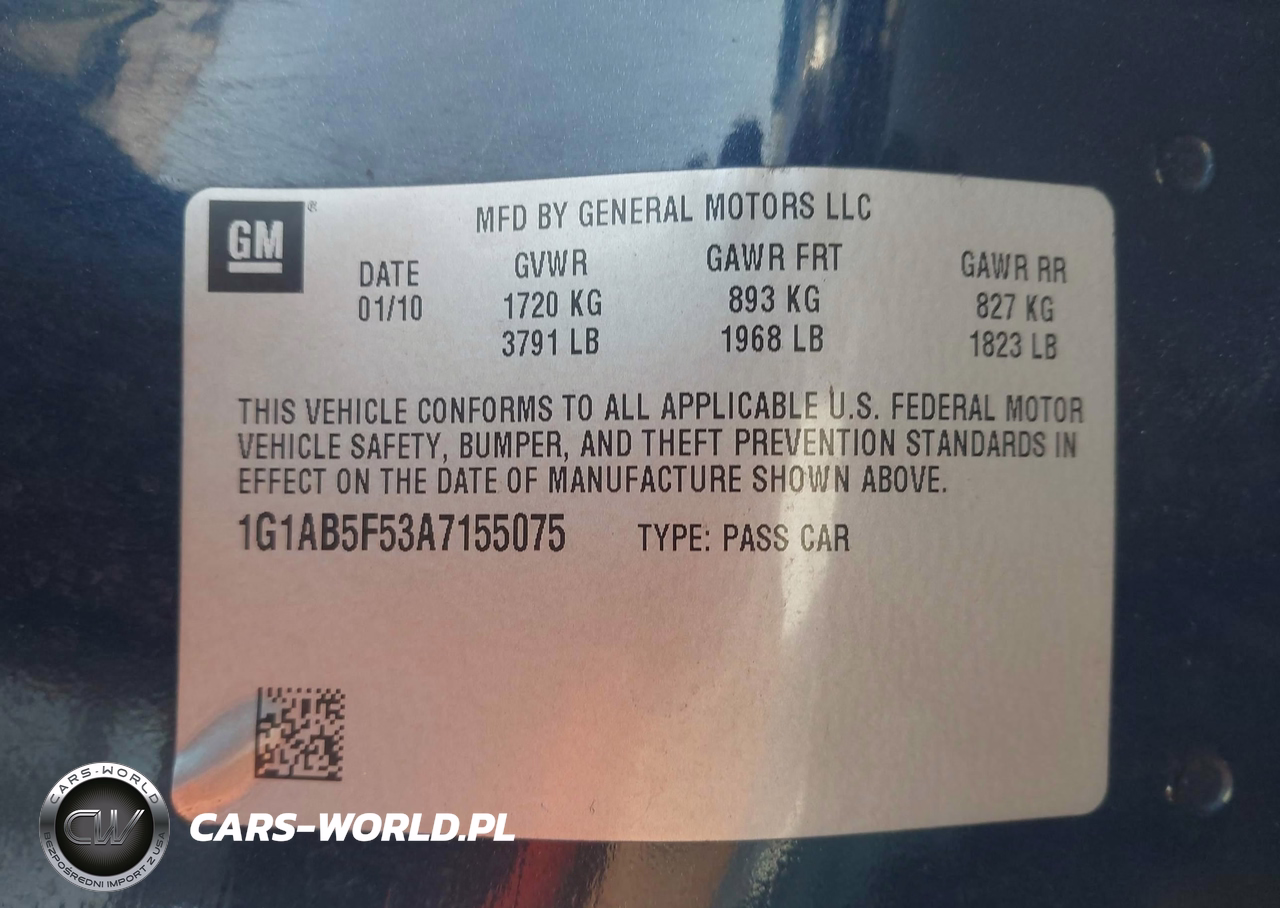 GM ®
MFD BY GENERAL MOTORS LLC
DATE GVWR GAWR FRT GAWR RR
01/10 1720 KG 893 KG 827 KG
3791 LB 1968 LB 1823 LB
THIS VEHICLE CONFORMS TO ALL APPLICABLE U.S. FEDERAL MOTOR
VEHICLE SAFETY, BUMPER, AND THEFT PREVENTION STANDARDS IN
EFFECT ON THE DATE OF MANUFACTURE SHOWN ABOVE.
1G1AB5F53A7155075 TYPE: PASS CAR
CARS-WORLD
CW
BEZPOŚREDNI IMPORT Z USA
CARS-WORLD.PL